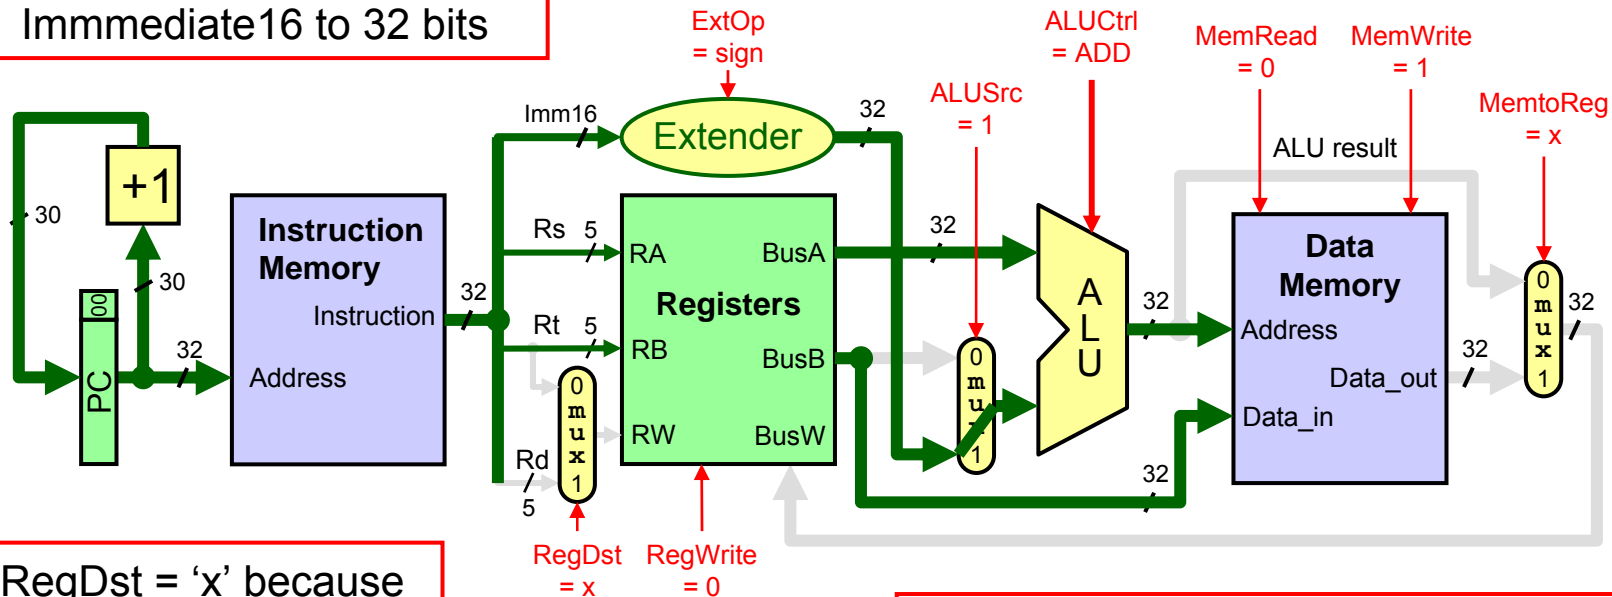 Immmediate16 to 32 bits
ExtOp
= sign
ALUCtrl
= ADD
MemRead
= 0
MemWrite
= 1
ALUSrc
= 1
MemtoReg
= x
Imm16
32
Extender
ALU result
+1
30
30
00
PC
32
Instruction
Memory
Instruction
Address
32
Rs
5
Rt
5
Rd
5
0
m
u
x
1
RA
RB
RW
BusA
BusB
BusW
Registers
32
0
m
u
1
A
L
U
32
32
Data
Memory
Address
Data_out
Data_in
32
0
m
u
x
1
32
RegDst
= x
RegWrite
= 0
RegDst = ‘x’ because